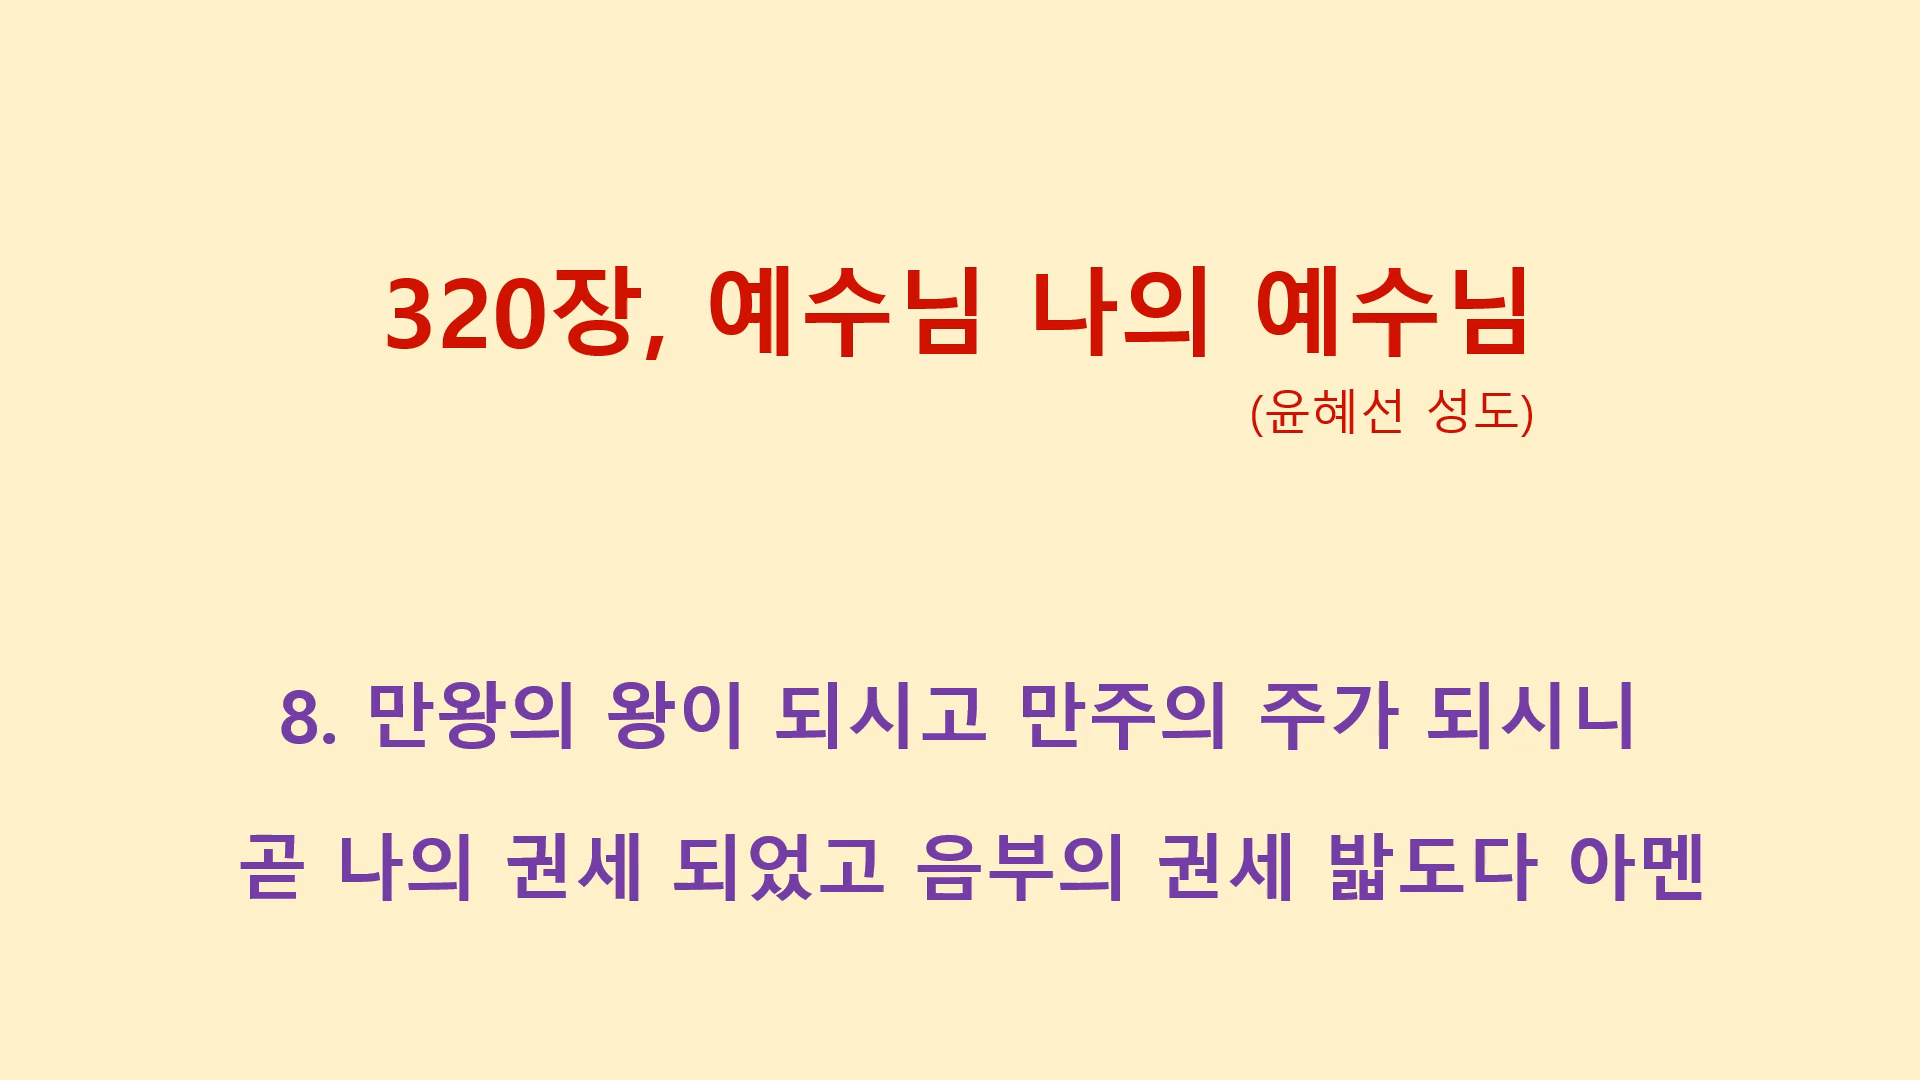 320장, 예수님 나의 예수님
(윤혜선 성도)
8. 만왕의 왕이 되시고 만주의 주가 되시니
곧 나의 권세 되었고 음부의 권세 밟도다 아멘